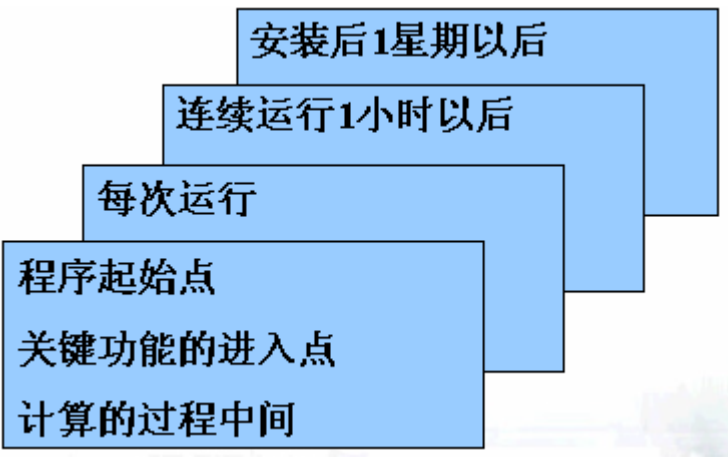 安装后1星期以后
连续运行1小时以后
每次运行
程序起始点
关键功能的进入点
计算的过程中间